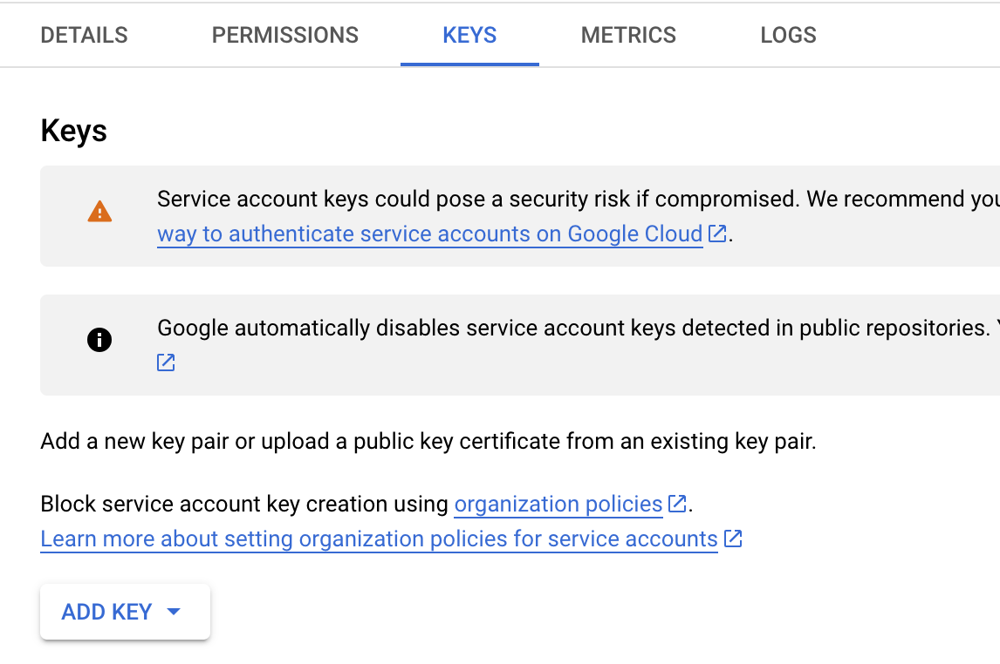 DETAILS PERMISSIONS KEYS METRICS LOGS
Keys
Service account keys could pose a security risk if compromised. We recommend you
way to authenticate service accounts on Google Cloud.
Google automatically disables service account keys detected in public repositories.
Add a new key pair or upload a public key certificate from an existing key pair.
Block service account key creation using organization policies.
Learn more about setting organization policies for service accounts
ADD KEY